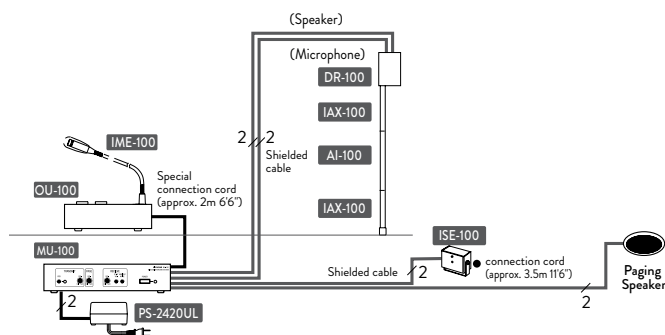 (Speaker)
(Microphone)
DR-100
IAX-100
AI-100
IAX-100
2
2
Shielded
cable
IME-100
OU-100
Special
connection cord
(approx. 2m 6'6")
MU-100
2
PS-2420UL
Shielded cable
2
ISE-100
connection cord
(approx. 3.5m 11'6")
2
Paging
Speaker